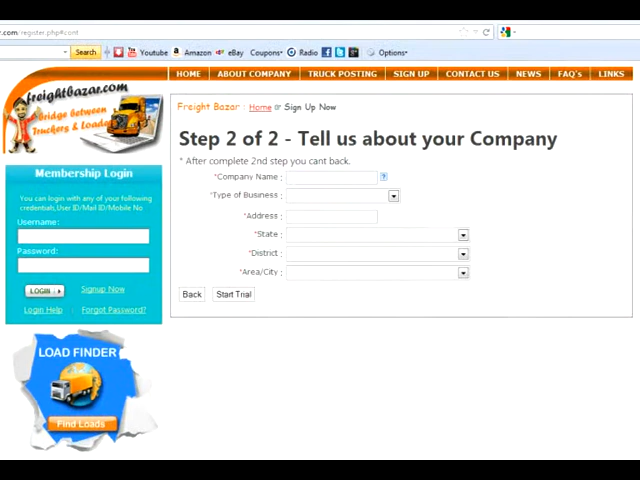 r.com/register.php#cont
Search
Youtube
Amazon
eBay
Coupons
Radio
Options
HOME
ABOUT COMPANY
TRUCK POSTING
SIGN UP
CONTACT US
NEWS
FAQ's
LINKS
freightbazar.com
bridge between
Truckers & Loader
Freight Bazar : Home or Sign Up Now
Step 2 of 2 - Tell us about your Company
* After complete 2nd step you cant back.
*Company Name :
*Type of Business :
*Address :
*State :
*District :
*Area/City :
Back
Start Trial
Membership Login
You can login with any of your following
credentials, User ID/Mail ID/Mobile No
Username:
Password:
LOGIN
Signup Now
Login Help
Forgot Password?
LOAD FINDER
Find Loads